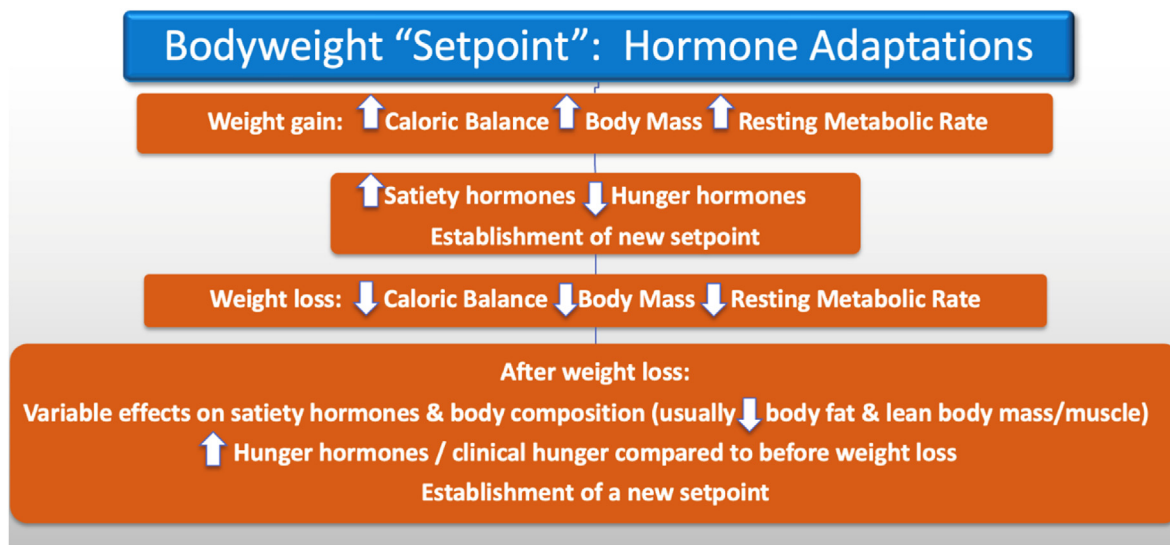 Bodyweight “Setpoint”: Hormone Adaptations
Weight gain: Caloric Balance Body Mass Resting Metabolic Rate
Satiety hormones Hunger hormones
Establishment of new setpoint
Weight loss: Caloric Balance Body Mass Resting Metabolic Rate
After weight loss:
Variable effects on satiety hormones & body composition (usually body fat & lean body mass/muscle)
Hunger hormones / clinical hunger compared to before weight loss
Establishment of a new setpoint